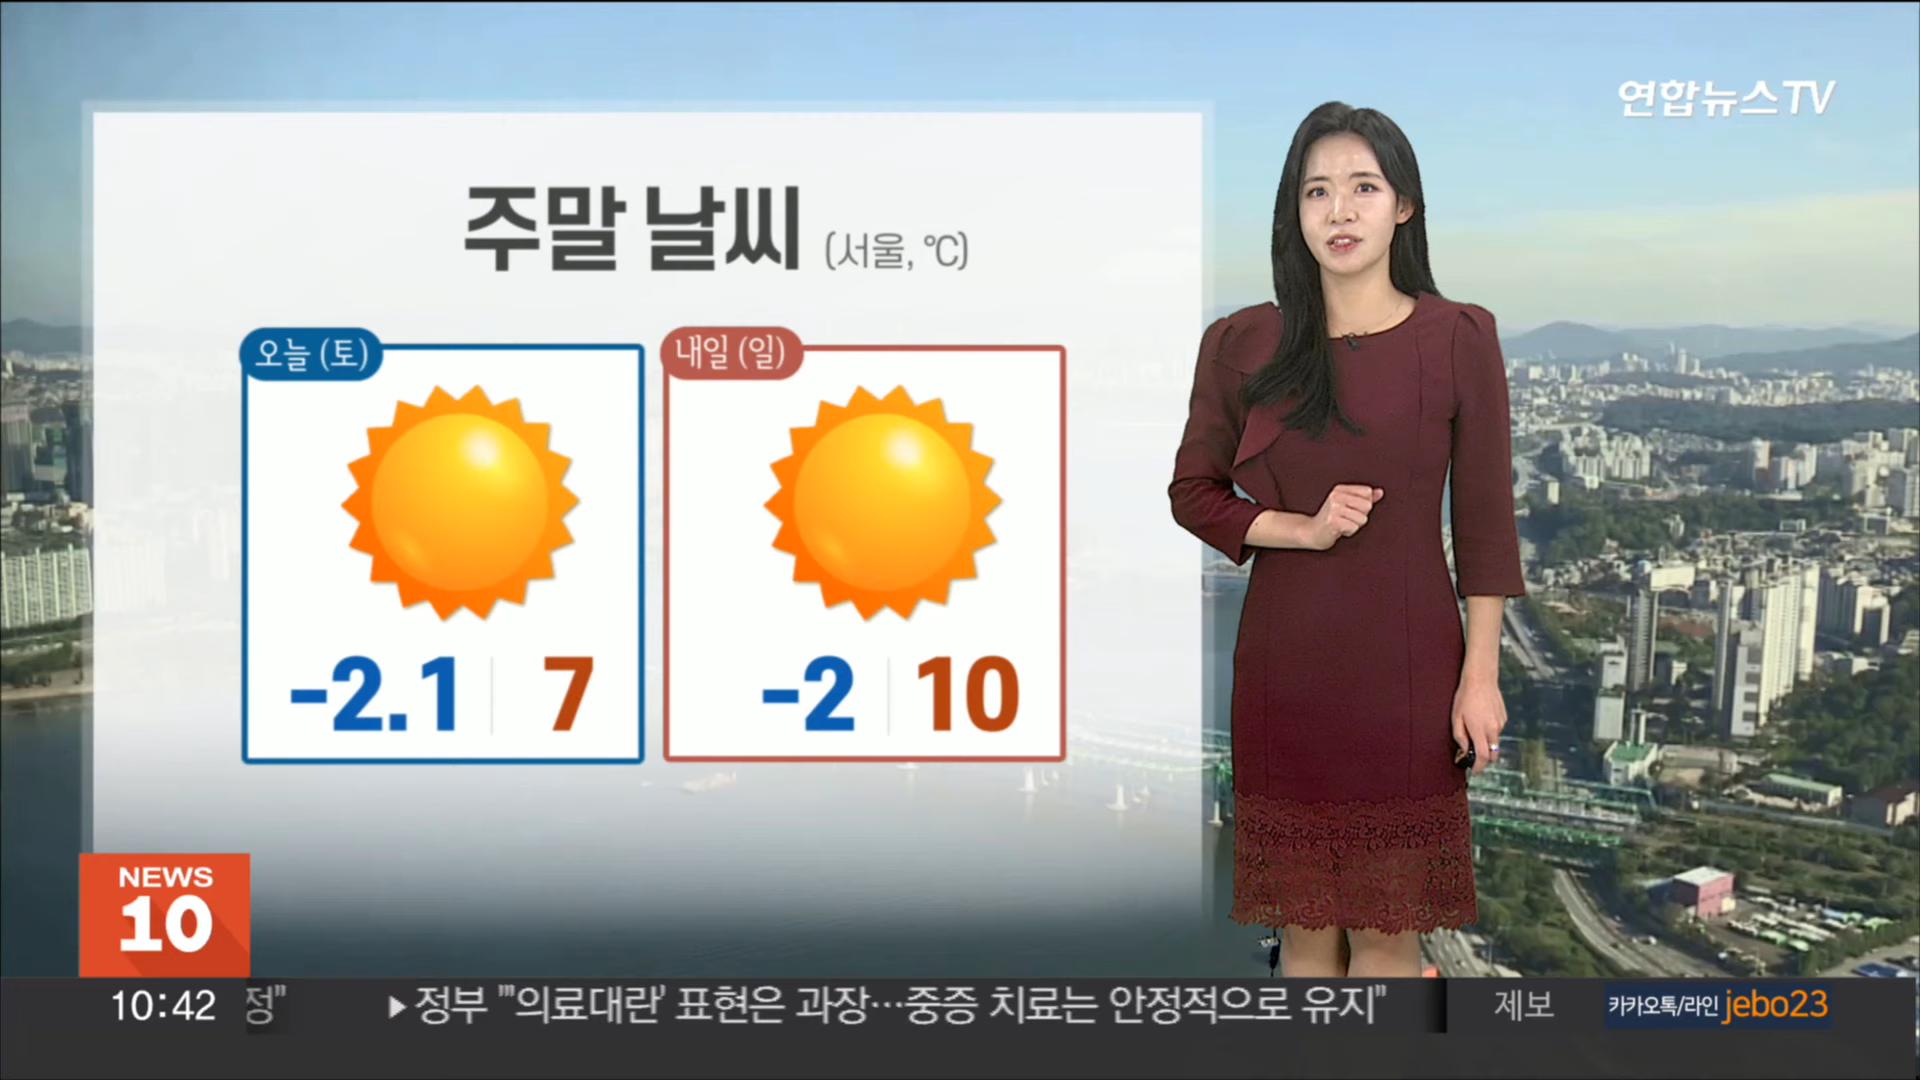 연합뉴스TV
주말 날씨 (서울, ℃)
오늘 (토)
-2.1 7
내일 (일)
-2 10
NEWS
10
10:42 정" ▶정부 "'의료대란' 표현은 과장…중증 치료는 안정적으로 유지" 제보 카카오톡/라인 jebo23